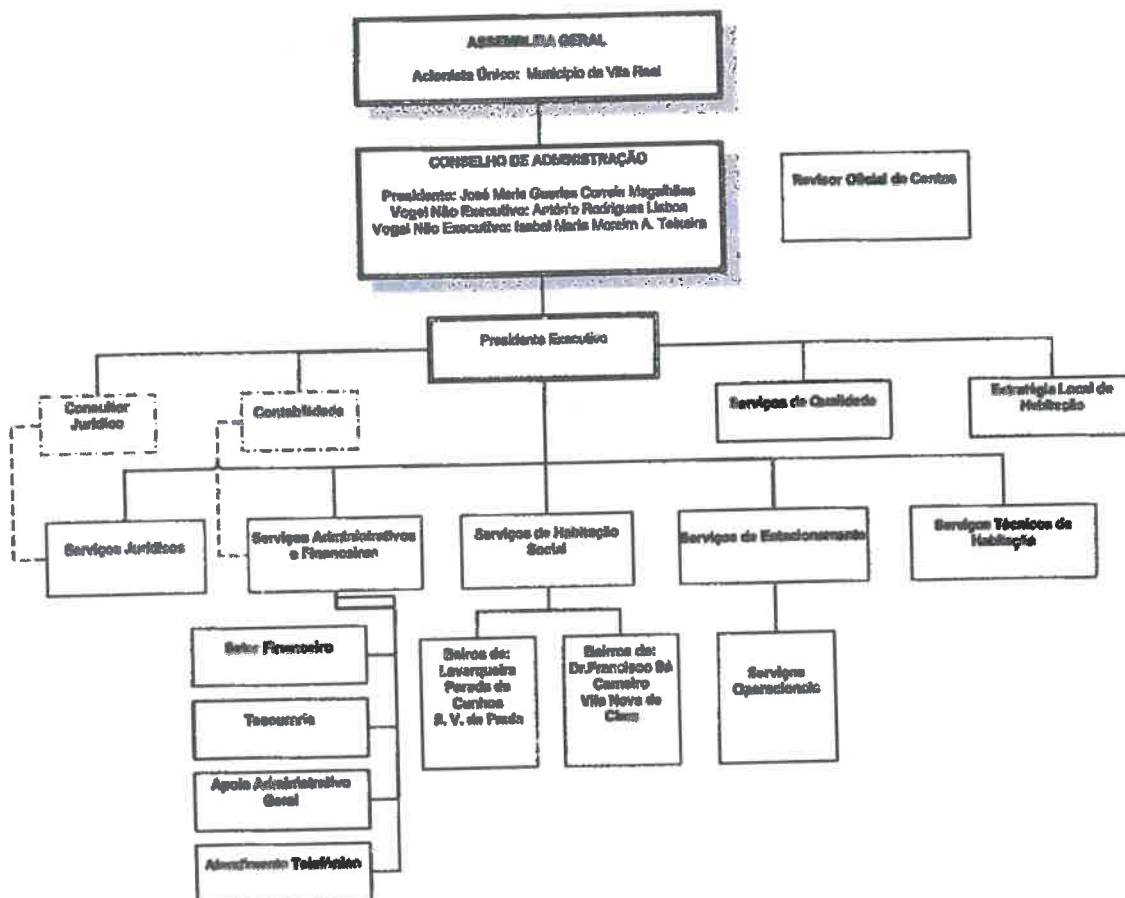 ASSEMBLEIA GERAL
Acionista Único: Município de Vila Real
CONSELHO DE ADMINISTRAÇÃO
Presidente: José Maria Guedes Correia Magalhães
Vogal Não Executivo: António Rodrigues Lisboa
Vogal Não Executivo: Isabel Maria Moreira A. Teixeira
Revisor Oficial de Contas
Presidente Executivo
Consultor
Jurídico
Contabilidade
Serviços de Qualidade
Estratégia Local de
Habitação
Serviços Jurídicos
Serviços Administrativos
e Financeiros
Serviços de Habitação
Social
Serviços de Estacionamento
Serviços Técnicos de
Habitação
Setor Financeiro
Tesouraria
Apoio Administrativo
Geral
Atendimento Telefónico
Bairros de:
Parada de
Cunhos
S. V. de Paula
Bairros de:
Dr.Francisco Sá
Carneiro
Vila Nova de
Cima
Serviços
Operacionais